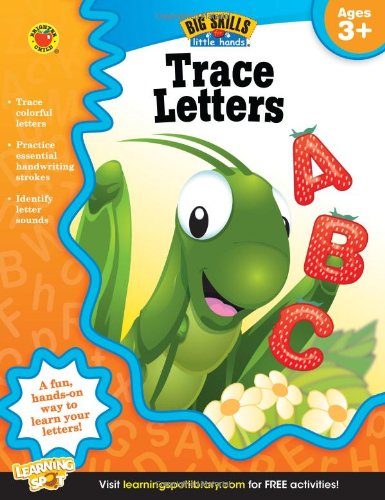 BRIGHTER CHILD
BIG SKILLS
for
little hands
Ages
3+
Trace
Letters
• Trace
colorful
letters
• Practice
essential
handwriting
strokes
• Identify
letter
sounds
A
B
C
A fun,
hands-on
way to
learn your
letters!
LEARNING
SPOT
Visit learningspotlibrary.com for FREE activities!